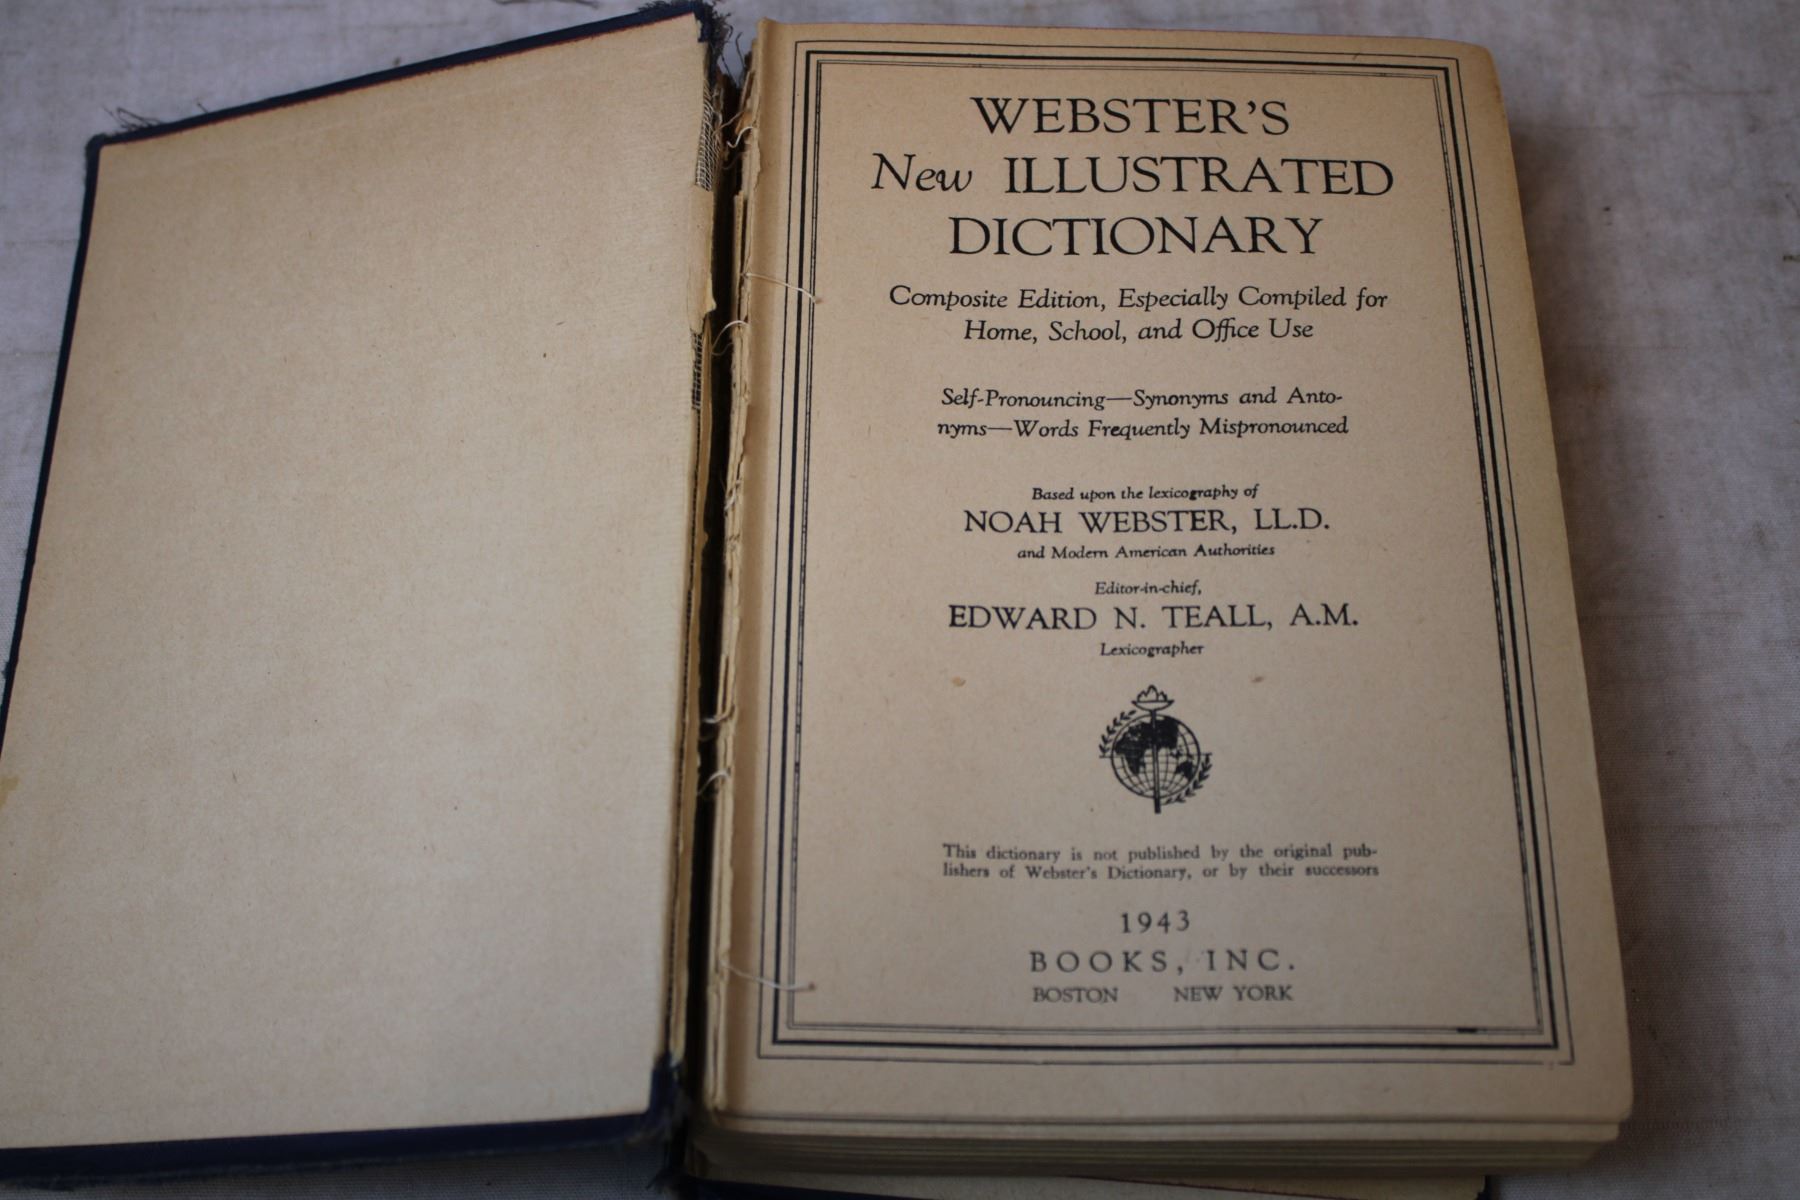 WEBSTER'S
New ILLUSTRATED
DICTIONARY
Composite Edition, Especially Compiled for
Home, School, and Office Use
Self-Pronouncing—Synonyms and Anto-
nyms—Words Frequently Mispronounced
Based upon the lexicography of
NOAH WEBSTER, LL.D.
and Modern American Authorities
Editor-in-chief,
EDWARD N. TEALL, A.M.
Lexicographer
This dictionary is not published by the original pub-
lishers of Webster's Dictionary, or by their successors
1943
BOOKS, INC.
BOSTON NEW YORK